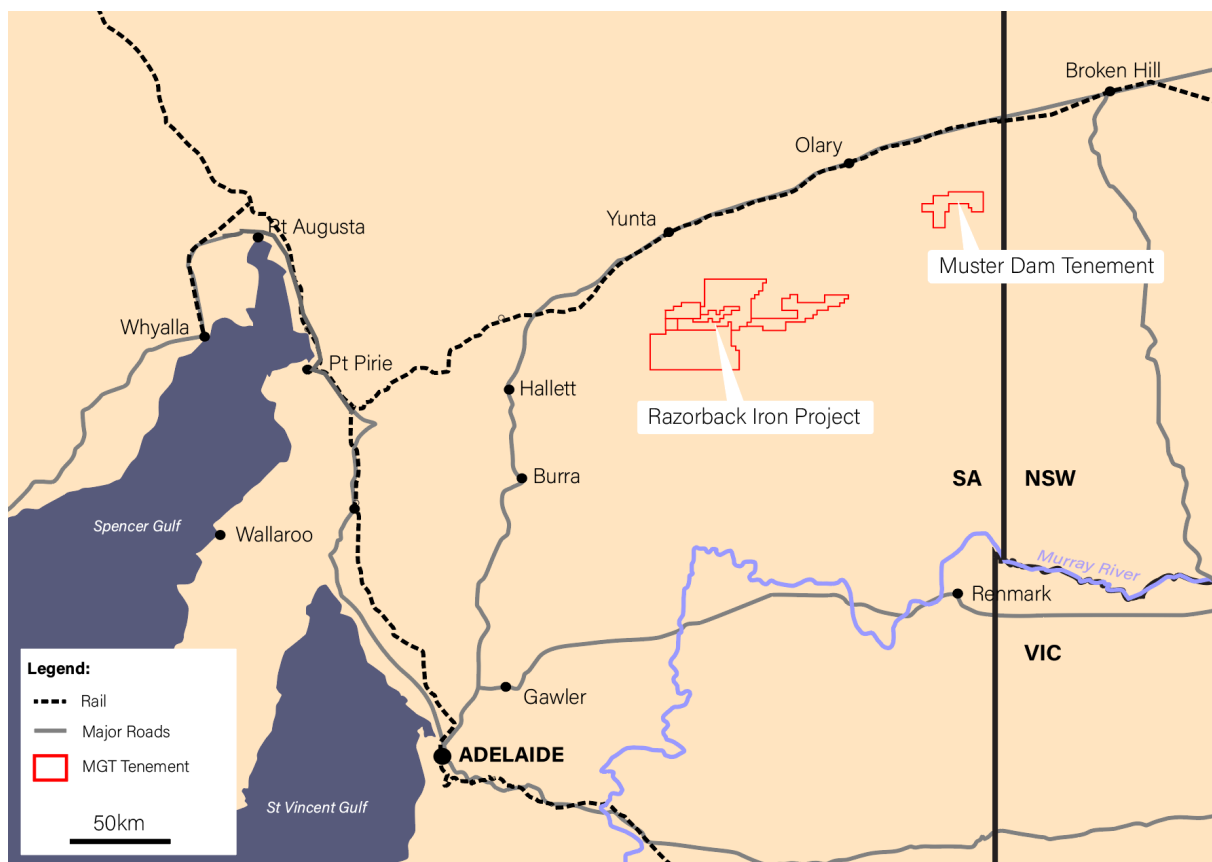 Broken Hill
Olary
Yunta
Pt Augusta
Muster Dam Tenement
Whyalla
Pt Pirie
Hallett
Razorback Iron Project
Burra
SA
NSW
Spencer Gulf
Wallaroo
Murray River
Renmark
VIC
Gawler
ADELAIDE
St Vincent Gulf
Legend:
Rail
Major Roads
MGT Tenement
50km